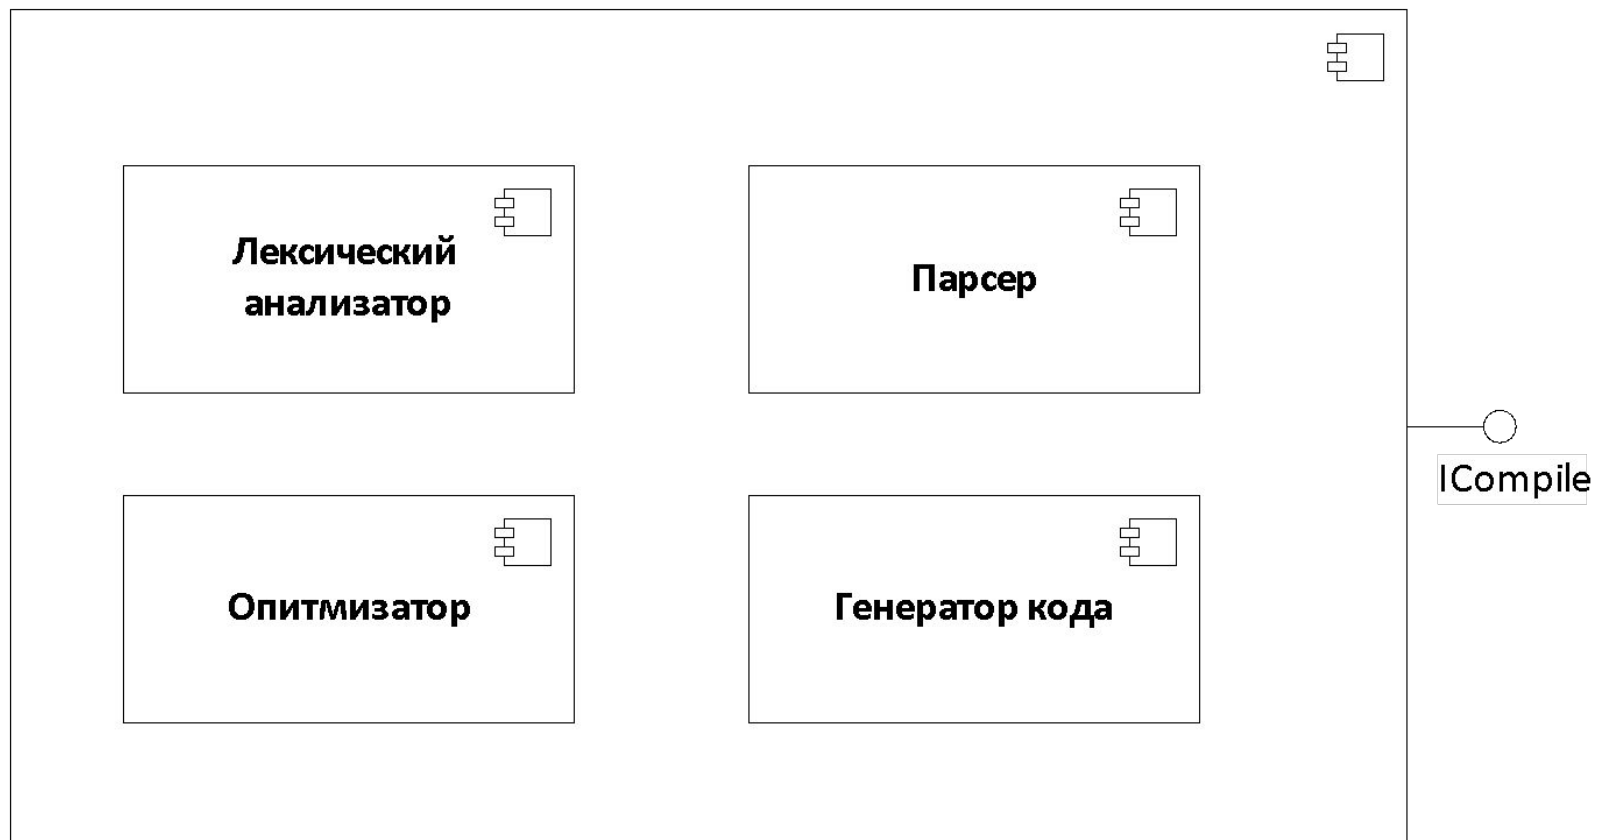 Лексический
анализатор
Парсер
ICompile
Опитмизатор
Генератор кода